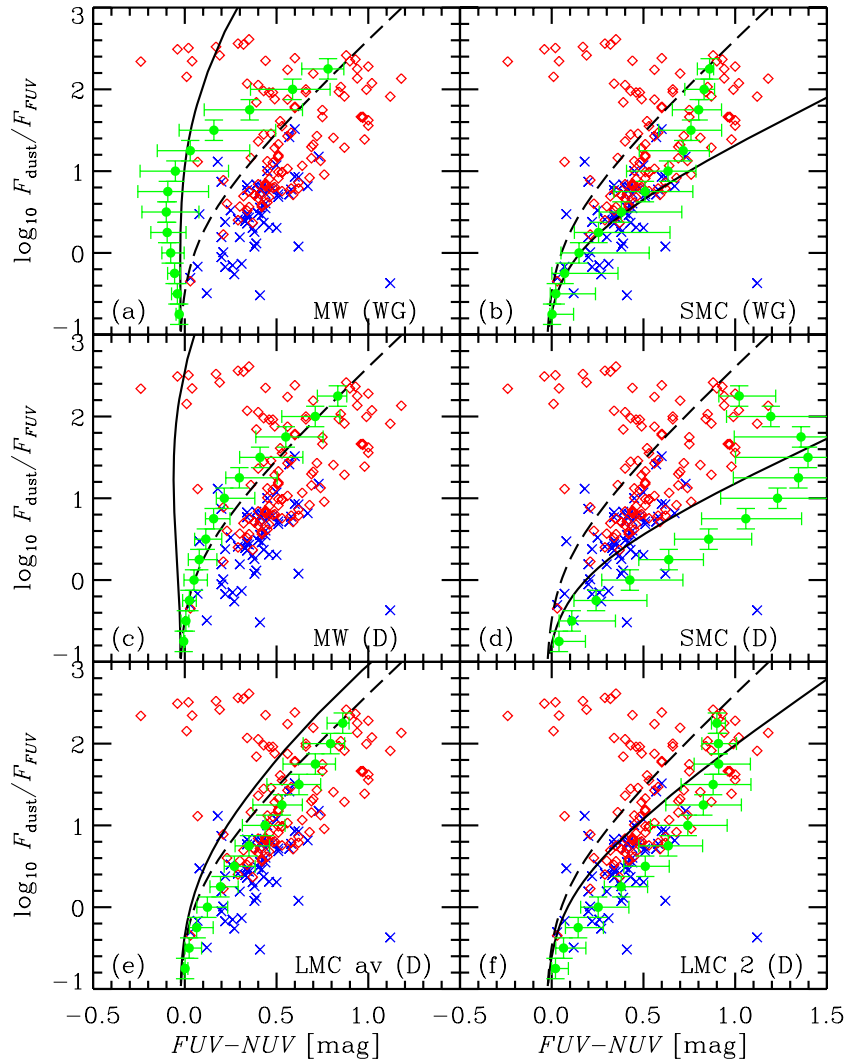 3
2
1
0
−1
log10 Fdust/FFUV
(a) MW (WG)
(b) SMC (WG)
3
2
1
0
−1
log10 Fdust/FFUV
(c) MW (D)
(d) SMC (D)
3
2
1
0
−1
log10 Fdust/FFUV
(e) LMC av (D)
(f) LMC 2 (D)
−0.5 0.0 0.5 1.0 −0.5 0.0 0.5 1.0 1.5
FUV−NUV [mag] FUV−NUV [mag]